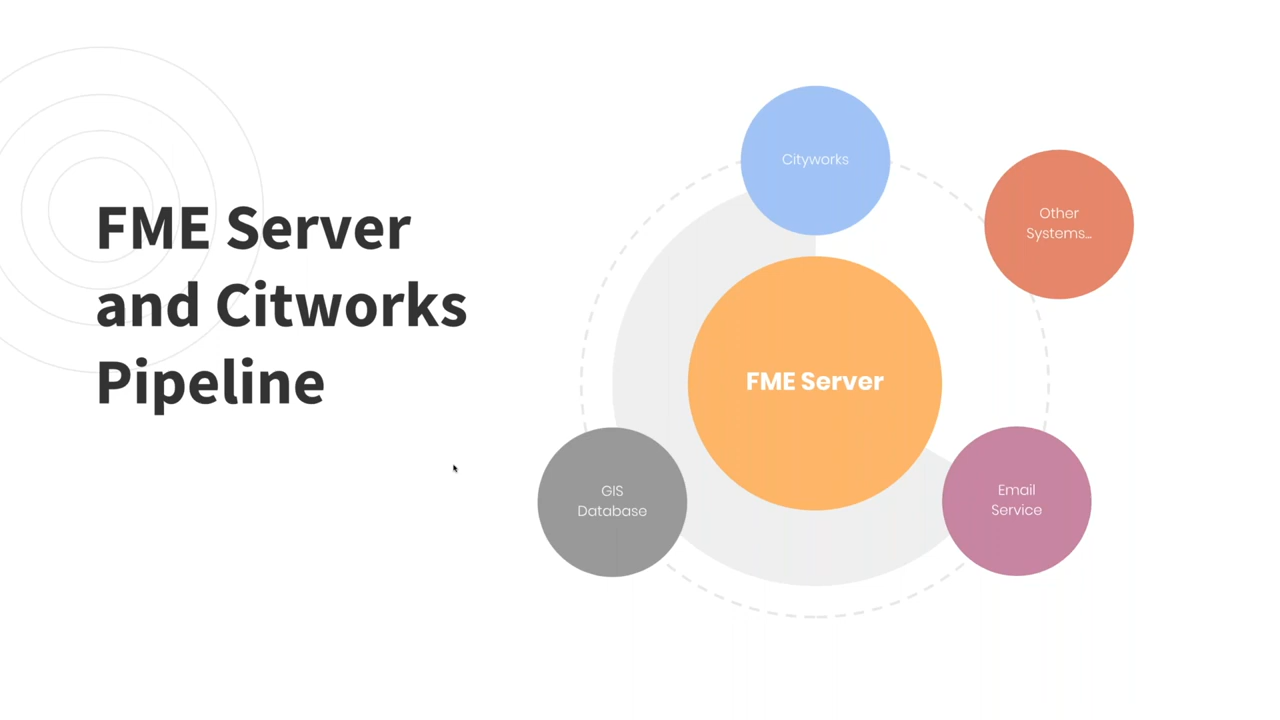 FME Server
and Citworks
Pipeline
Cityworks
Other
Systems...
FME Server
GIS
Database
Email
Service